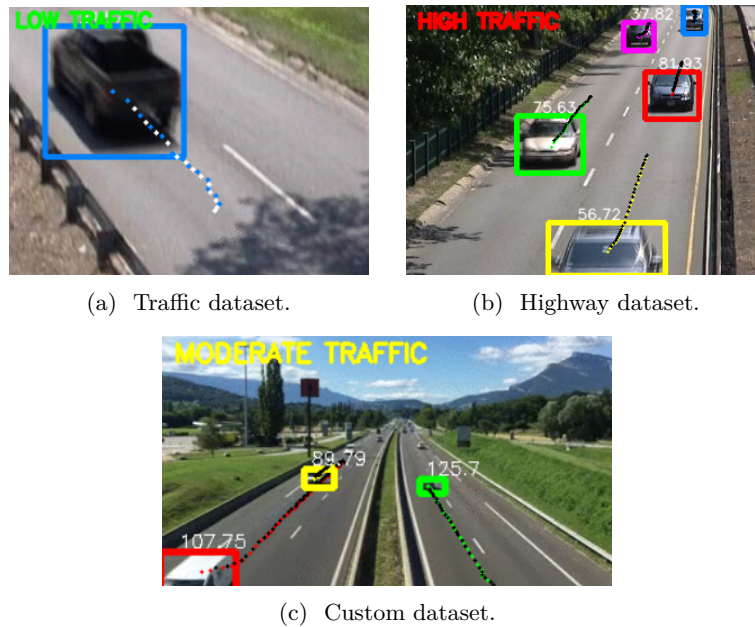 LOW TRAFFIC
HIGH TRAFFIC
37.82
81.93
75.63
56.72
(a) Traffic dataset.
(b) Highway dataset.
MODERATE TRAFFIC
89.79
125.7
107.75
(c) Custom dataset.